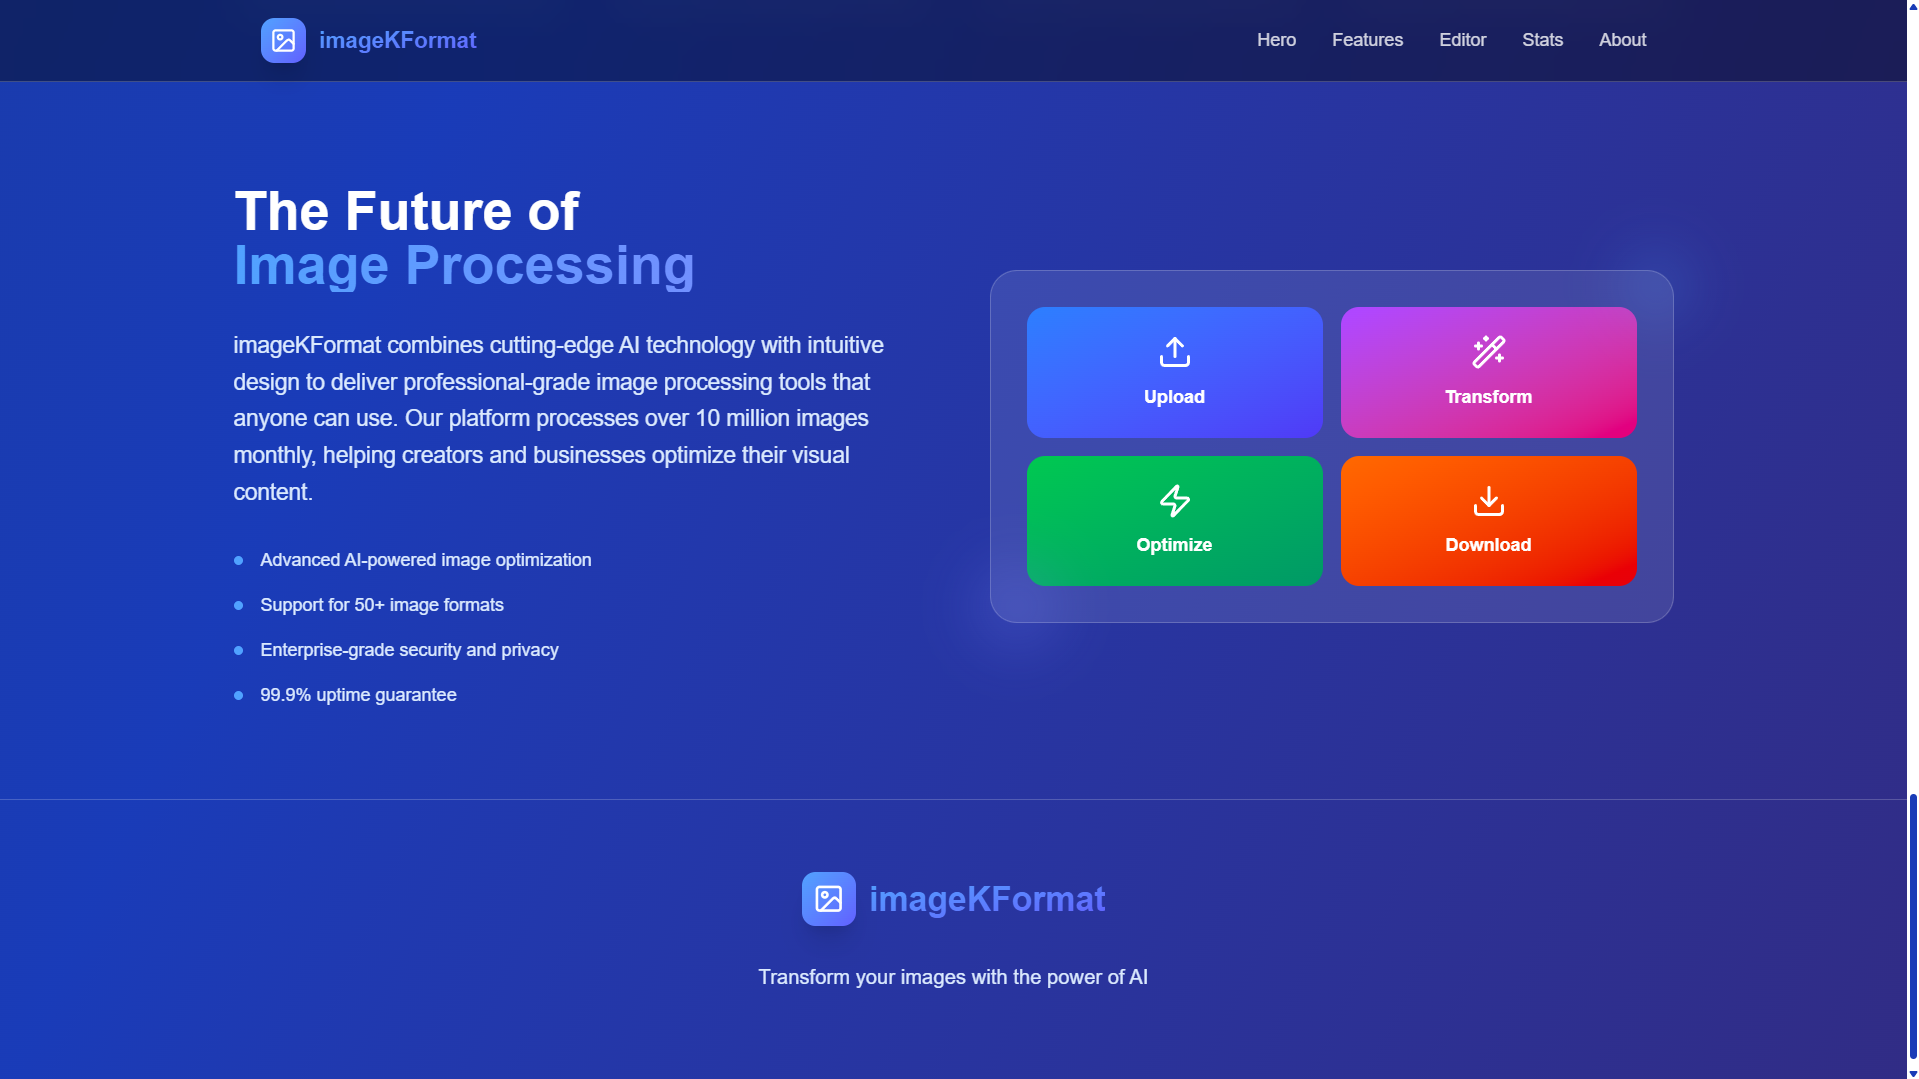 imageKFormat
Hero
Features
Editor
Stats
About
The Future of
Image Processing
imageKFormat combines cutting-edge AI technology with intuitive
design to deliver professional-grade image processing tools that
anyone can use. Our platform processes over 10 million images
monthly, helping creators and businesses optimize their visual
content.
Advanced AI-powered image optimization
Support for 50+ image formats
Enterprise-grade security and privacy
99.9% uptime guarantee
Upload
Transform
Optimize
Download
imageKFormat
Transform your images with the power of AI